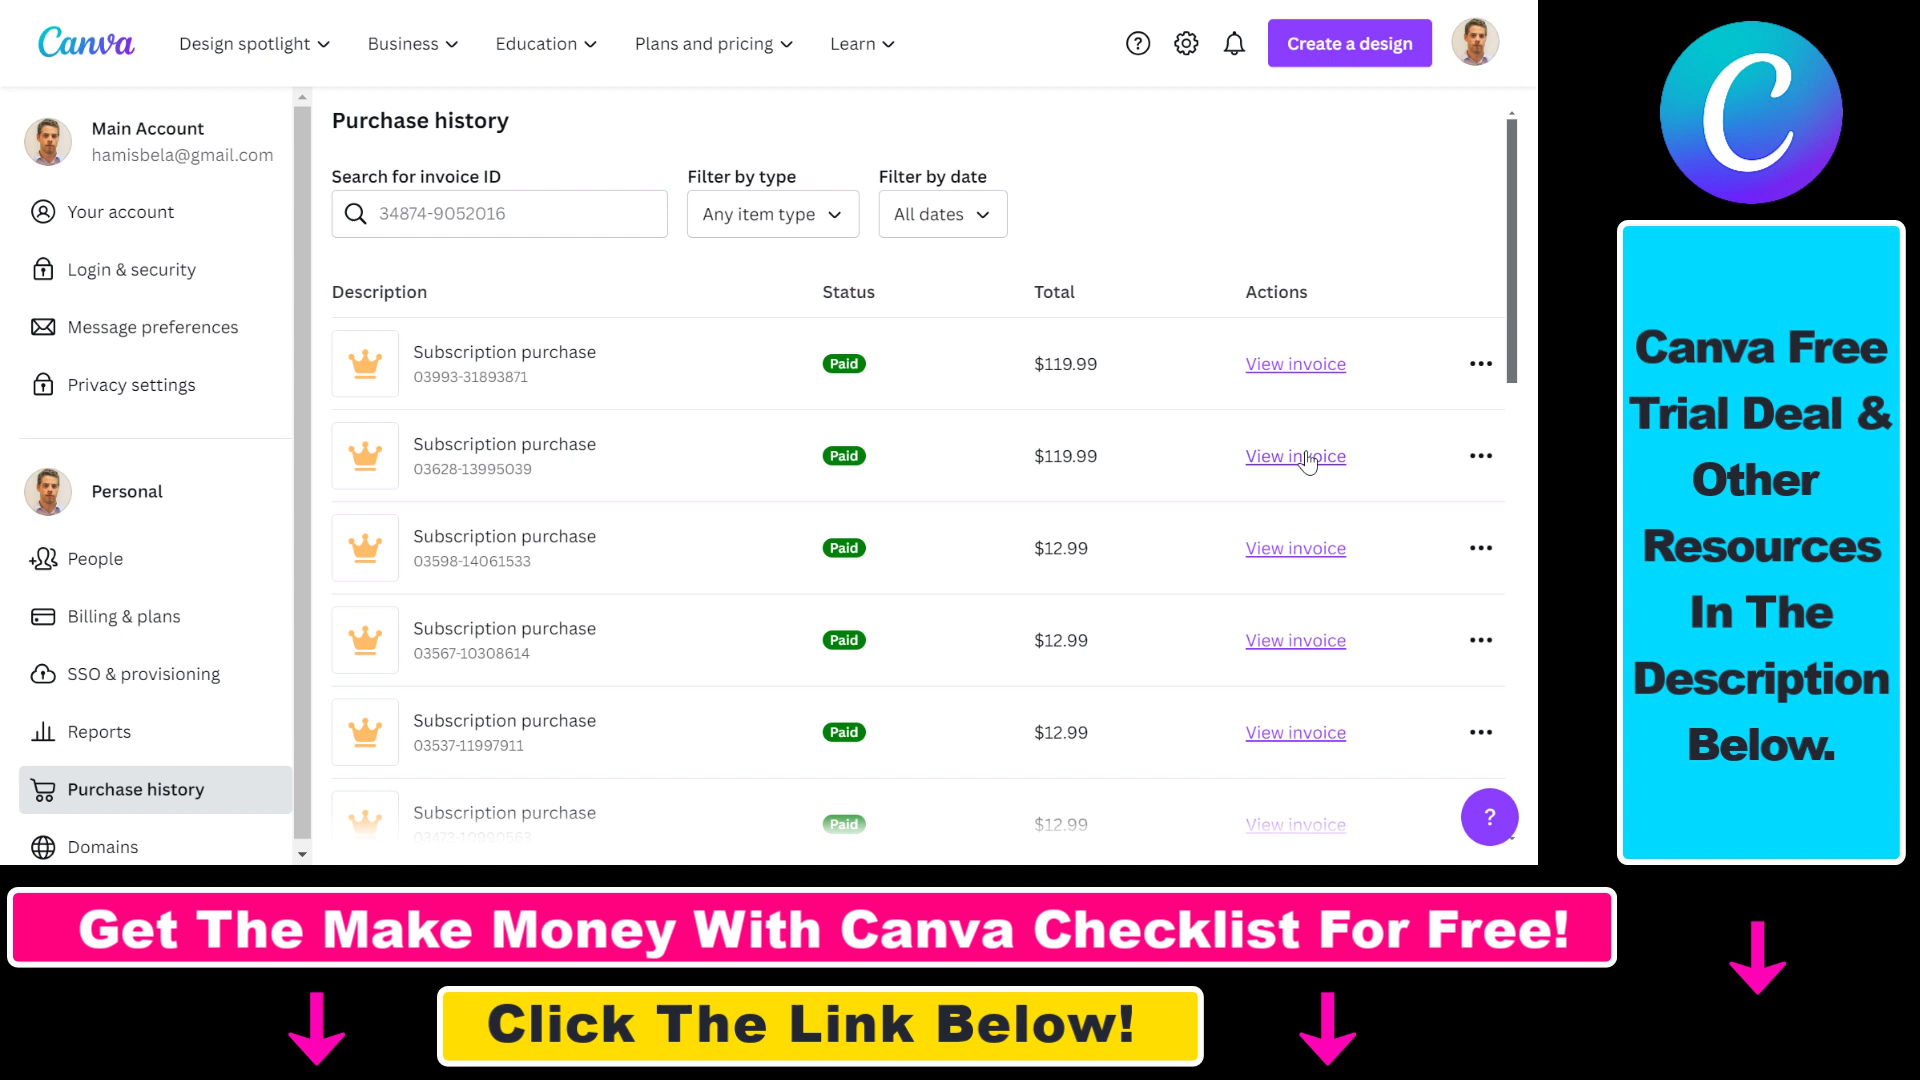 Canva
Design spotlight
Business
Education
Plans and pricing
Learn
Create a design
Main Account
hamisbela@gmail.com
Your account
Login & security
Message preferences
Privacy settings
Personal
People
Billing & plans
SSO & provisioning
Reports
Purchase history
Domains
Purchase history
Search for invoice ID
34874-9052016
Filter by type
Any item type
Filter by date
All dates
Description Status Total Actions
Subscription purchase
03993-31893871
Paid $119.99 View invoice
Subscription purchase
03628-13995039
Paid $119.99 View invoice
Subscription purchase
03598-14061533
Paid $12.99 View invoice
Subscription purchase
03567-10308614
Paid $12.99 View invoice
Subscription purchase
03537-11997911
Paid $12.99 View invoice
Subscription purchase
Paid $12.99 View invoice
?
C
Canva Free
Trial Deal &
Other
Resources
In The
Description
Below.
Get The Make Money With Canva Checklist For Free!
Click The Link Below!